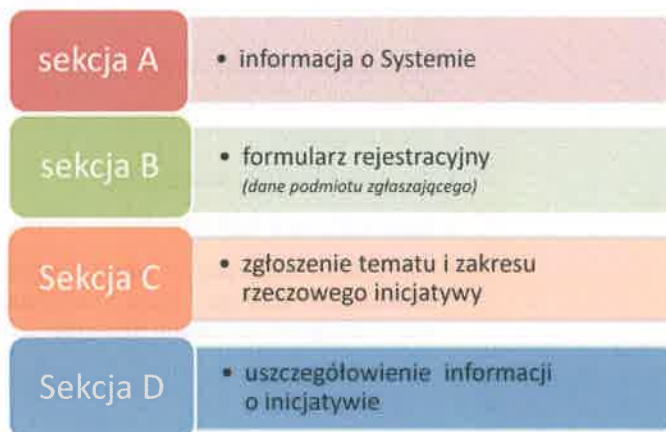 sekcja A
• informacja o Systemie
sekcja B
• formularz rejestracyjny
(dane podmiotu zgłaszającego)
Sekcja C
• zgłoszenie tematu i zakresu
rzeczowego inicjatywy
Sekcja D
• uszczegółowienie informacji
o inicjatywie